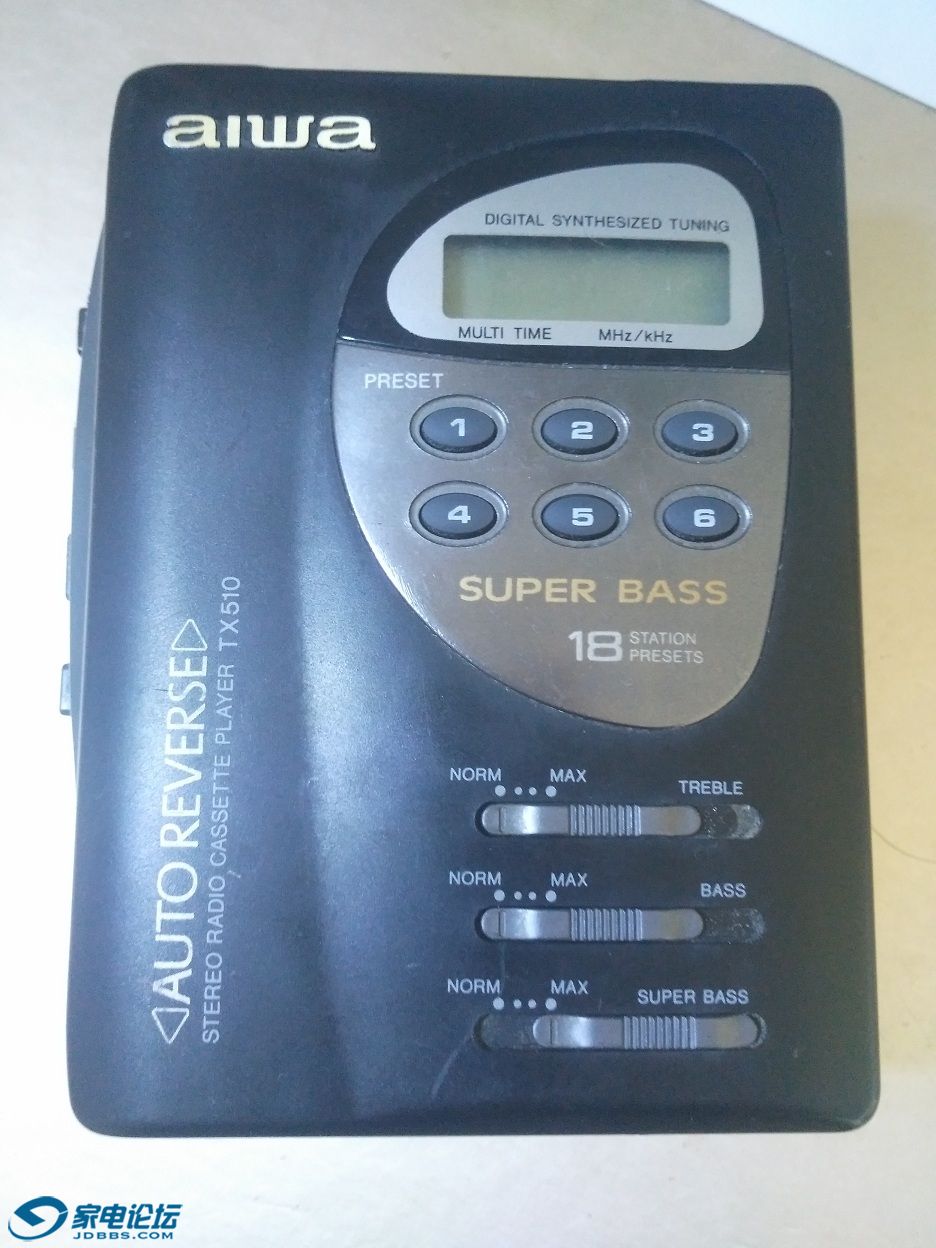 aiwa
DIGITAL SYNTHESIZED TUNING
MULTI TIME MHz/kHz
PRESET
1 2 3
4 5 6
SUPER BASS
18 STATION PRESETS
AUTO REVERSE
STEREO RADIO CASSETTE PLAYER TX510
NORM MAX TREBLE
NORM MAX BASS
NORM MAX SUPER BASS
家电论坛
JDBBS.COM